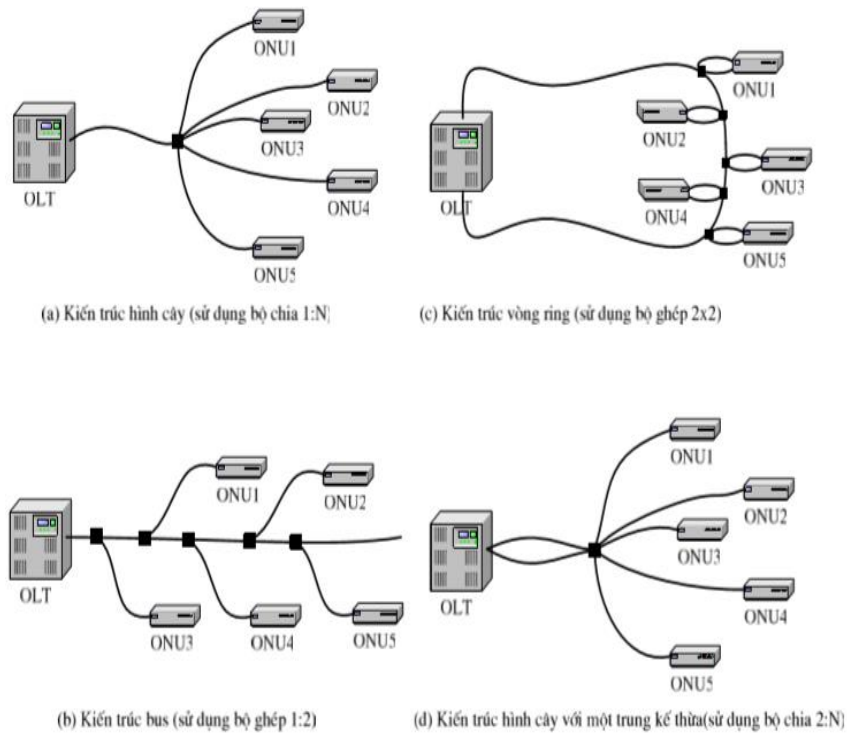 ONU1
ONU2
ONU3
ONU4
ONU5
OLT
(a) Kiến trúc hình cây (sử dụng bộ chia 1:N)
ONU1
ONU2
ONU3
ONU4
ONU5
OLT
(c) Kiến trúc vòng ring (sử dụng bộ ghép 2x2)
ONU1
ONU2
OLT
ONU3
ONU4
ONU5
(b) Kiến trúc bus (sử dụng bộ ghép 1:2)
ONU1
ONU2
ONU3
OLT
ONU4
ONU5
(d) Kiến trúc hình cây với một trung kế thừa(sử dụng bộ chia 2:N)